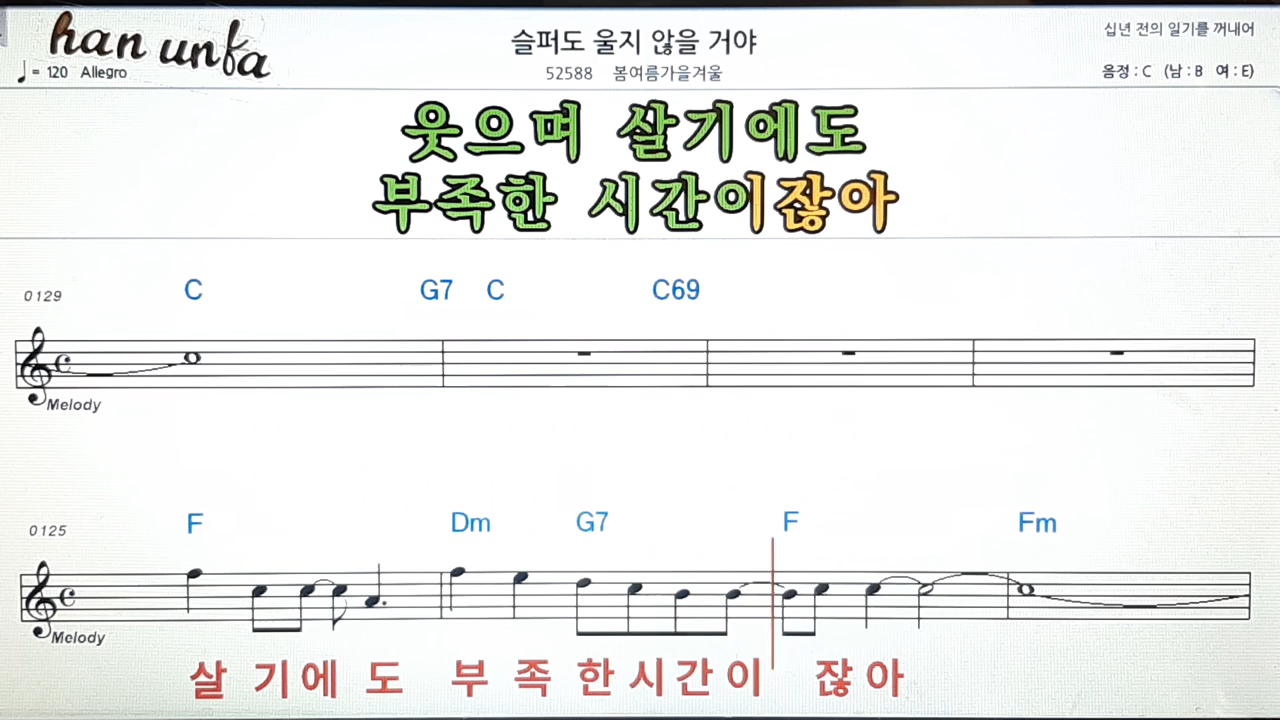 han unfa
슬퍼도 울지 않을 거야
십년 전의 일기를 꺼내어
♩= 120 Allegro
52588 봄여름가을겨울
음정 : C (남 : B 여 : E)
웃으며 살기에도
부족한 시간이잖아
0129 C G7 C C69
Melody
0125 F Dm G7 F Fm
Melody
살 기에 도 부 족 한시간이 잖아